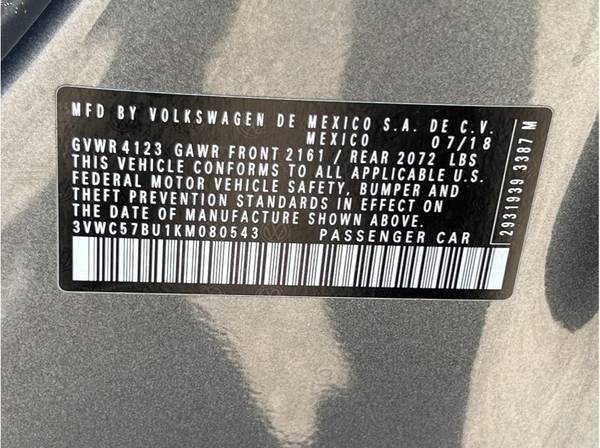 MFD BY VOLKSWAGEN DE MEXICO S.A. DE C.V.
MEXICO 07/18
GVWR 4123 GAWR FRONT 2161 / REAR 2072 LBS
THIS VEHICLE CONFORMS TO ALL APPLICABLE U.S.
FEDERAL MOTOR VEHICLE SAFETY, BUMPER AND
THEFT PREVENTION STANDARDS IN EFFECT ON
THE DATE OF MANUFACTURE SHOWN ABOVE.
3VWC57BU1KM080543 PASSENGER CAR
2931939 3387 M